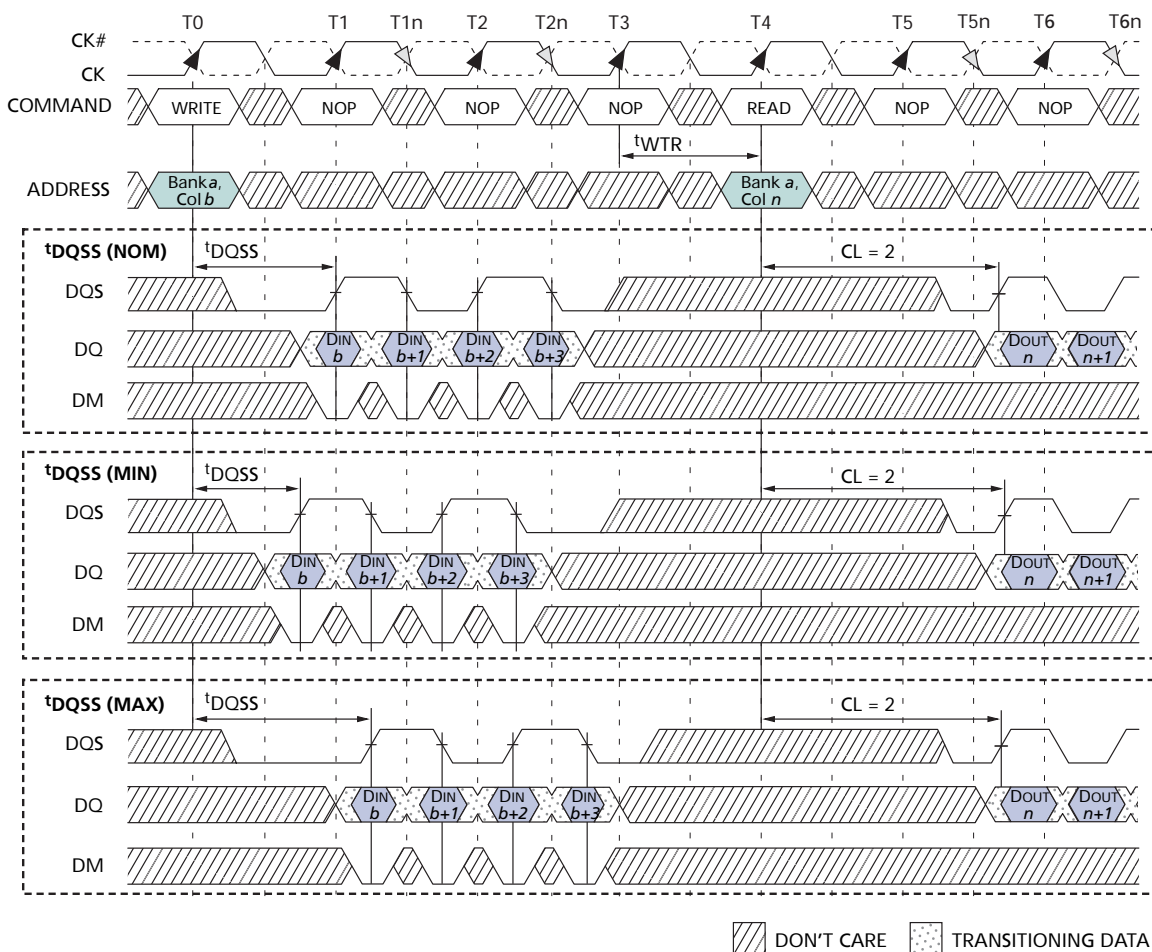 T0 T1 T1n T2 T2n T3 T4 T5 T5n T6 T6n
CK#
CK
COMMAND WRITE NOP NOP NOP READ NOP NOP
tWTR
ADDRESS Bank a, Col b Bank a, Col n
tDQSS (NOM) tDQSS CL = 2
DQS
DQ DIN b DIN b+1 DIN b+2 DIN b+3 DOUT n DOUT n+1
DM
tDQSS (MIN) tDQSS CL = 2
DQS
DQ DIN b DIN b+1 DIN b+2 DIN b+3 DOUT n DOUT n+1
DM
tDQSS (MAX) tDQSS CL = 2
DQS
DQ DIN b DIN b+1 DIN b+2 DIN b+3 DOUT n DOUT n+1
DM
DON'T CARE TRANSITIONING DATA